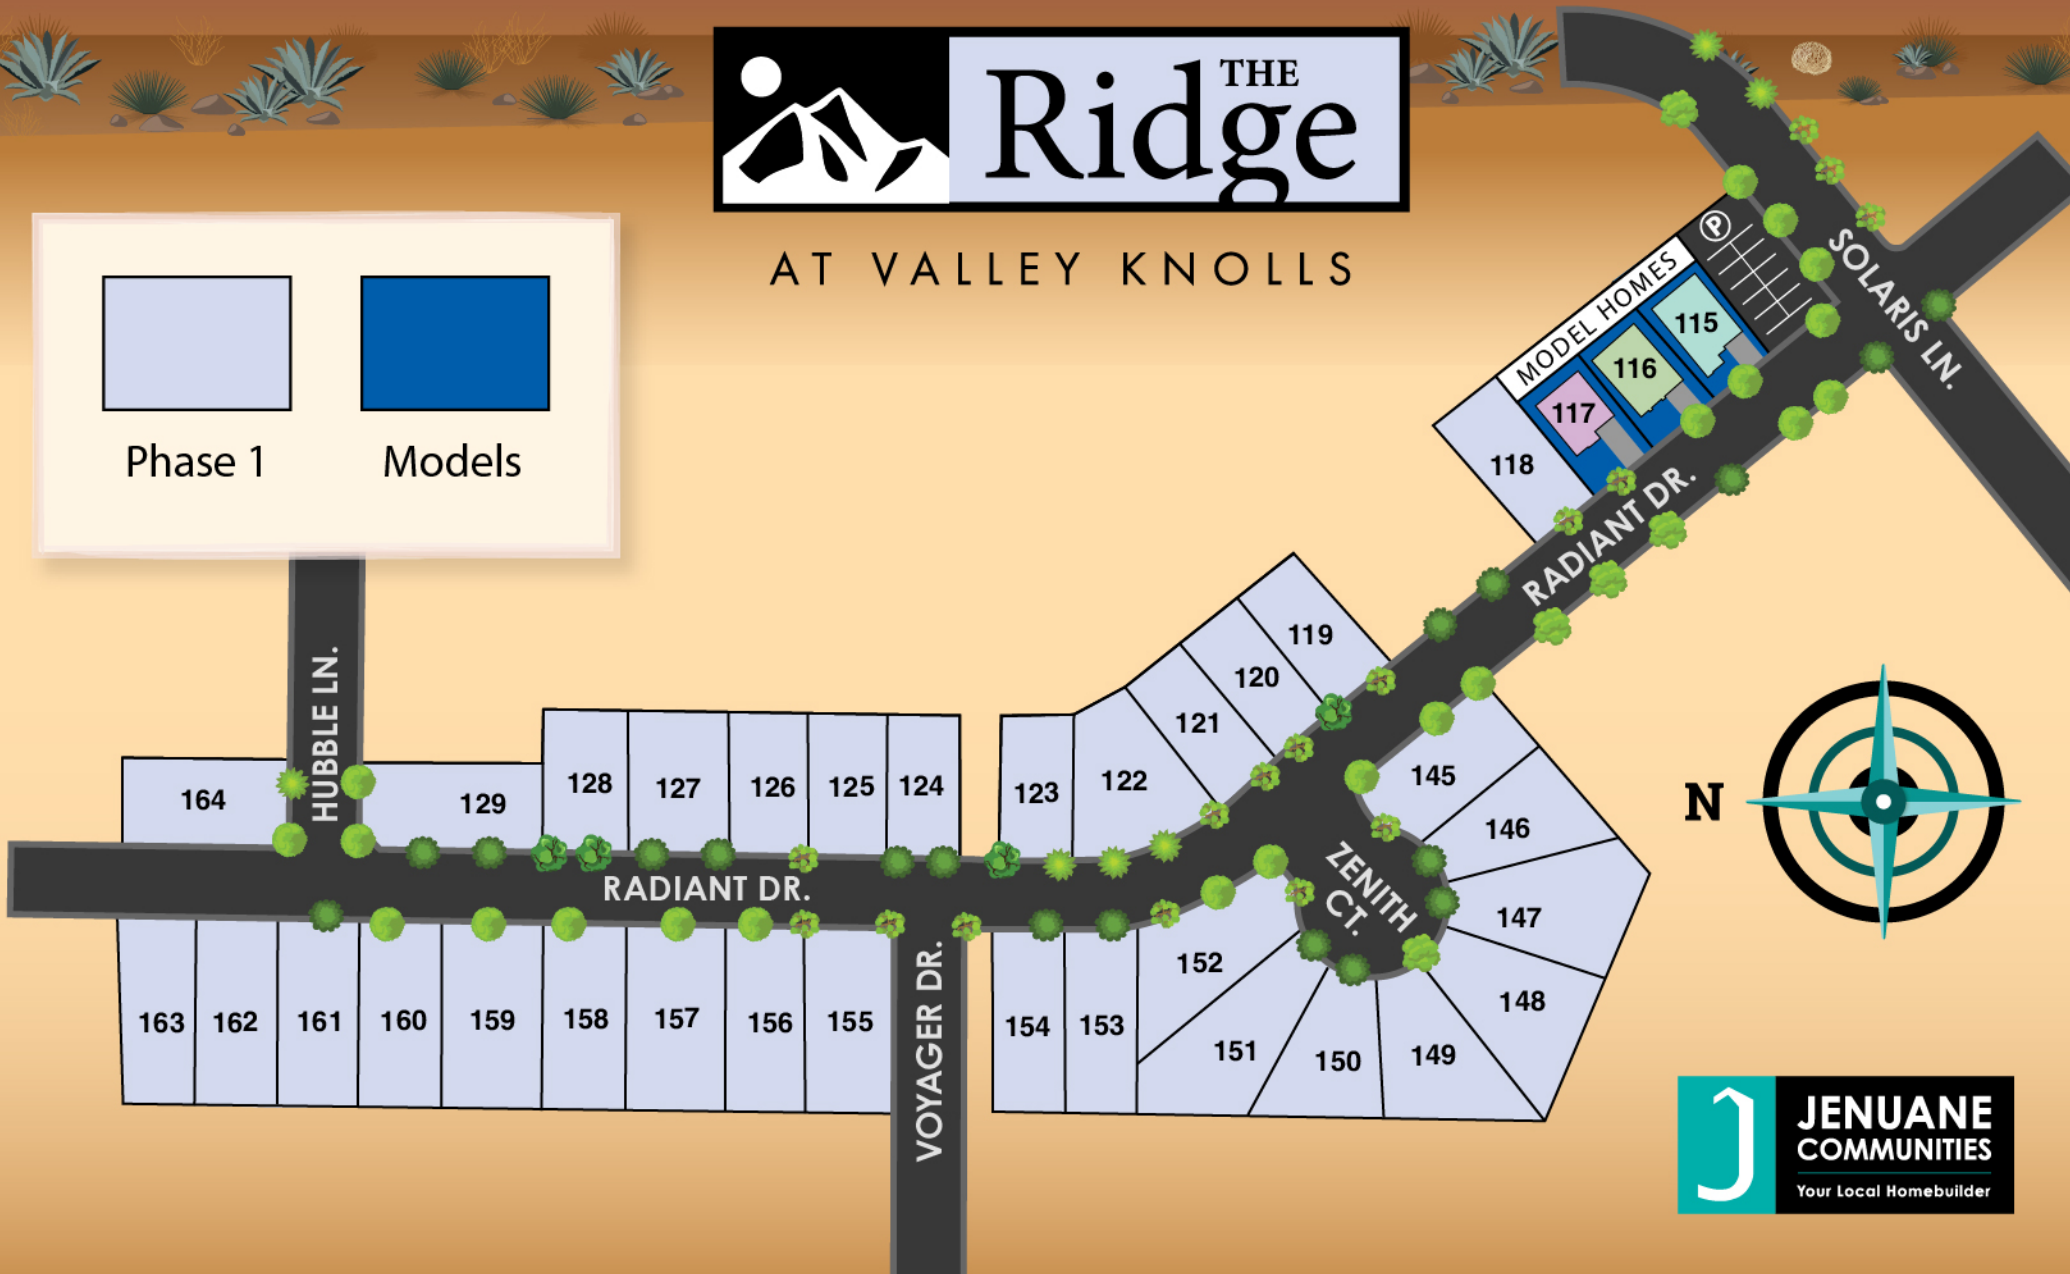 THE
Ridge
AT VALLEY KNOLLS
Phase 1
Models
P
SOLARIS LN.
MODEL HOMES
115
116
117
118
RADIANT DR.
119
120
121
122
123
124
125
126
127
128
129
164
HUBBLE LN.
RADIANT DR.
145
146
147
148
149
150
151
152
ZENITH
CT.
153
154
VOYAGER DR.
155
156
157
158
159
160
161
162
163
N
JENUANE
COMMUNITIES
Your Local Homebuilder